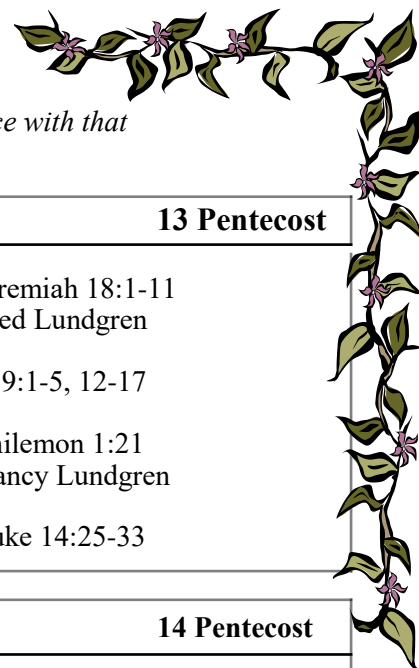 ce with that
13 Pentecost
remiah 18:1-11
ed Lundgren
9:1-5, 12-17
ilemon 1:21
ancy Lundgren
uke 14:25-33
14 Pentecost